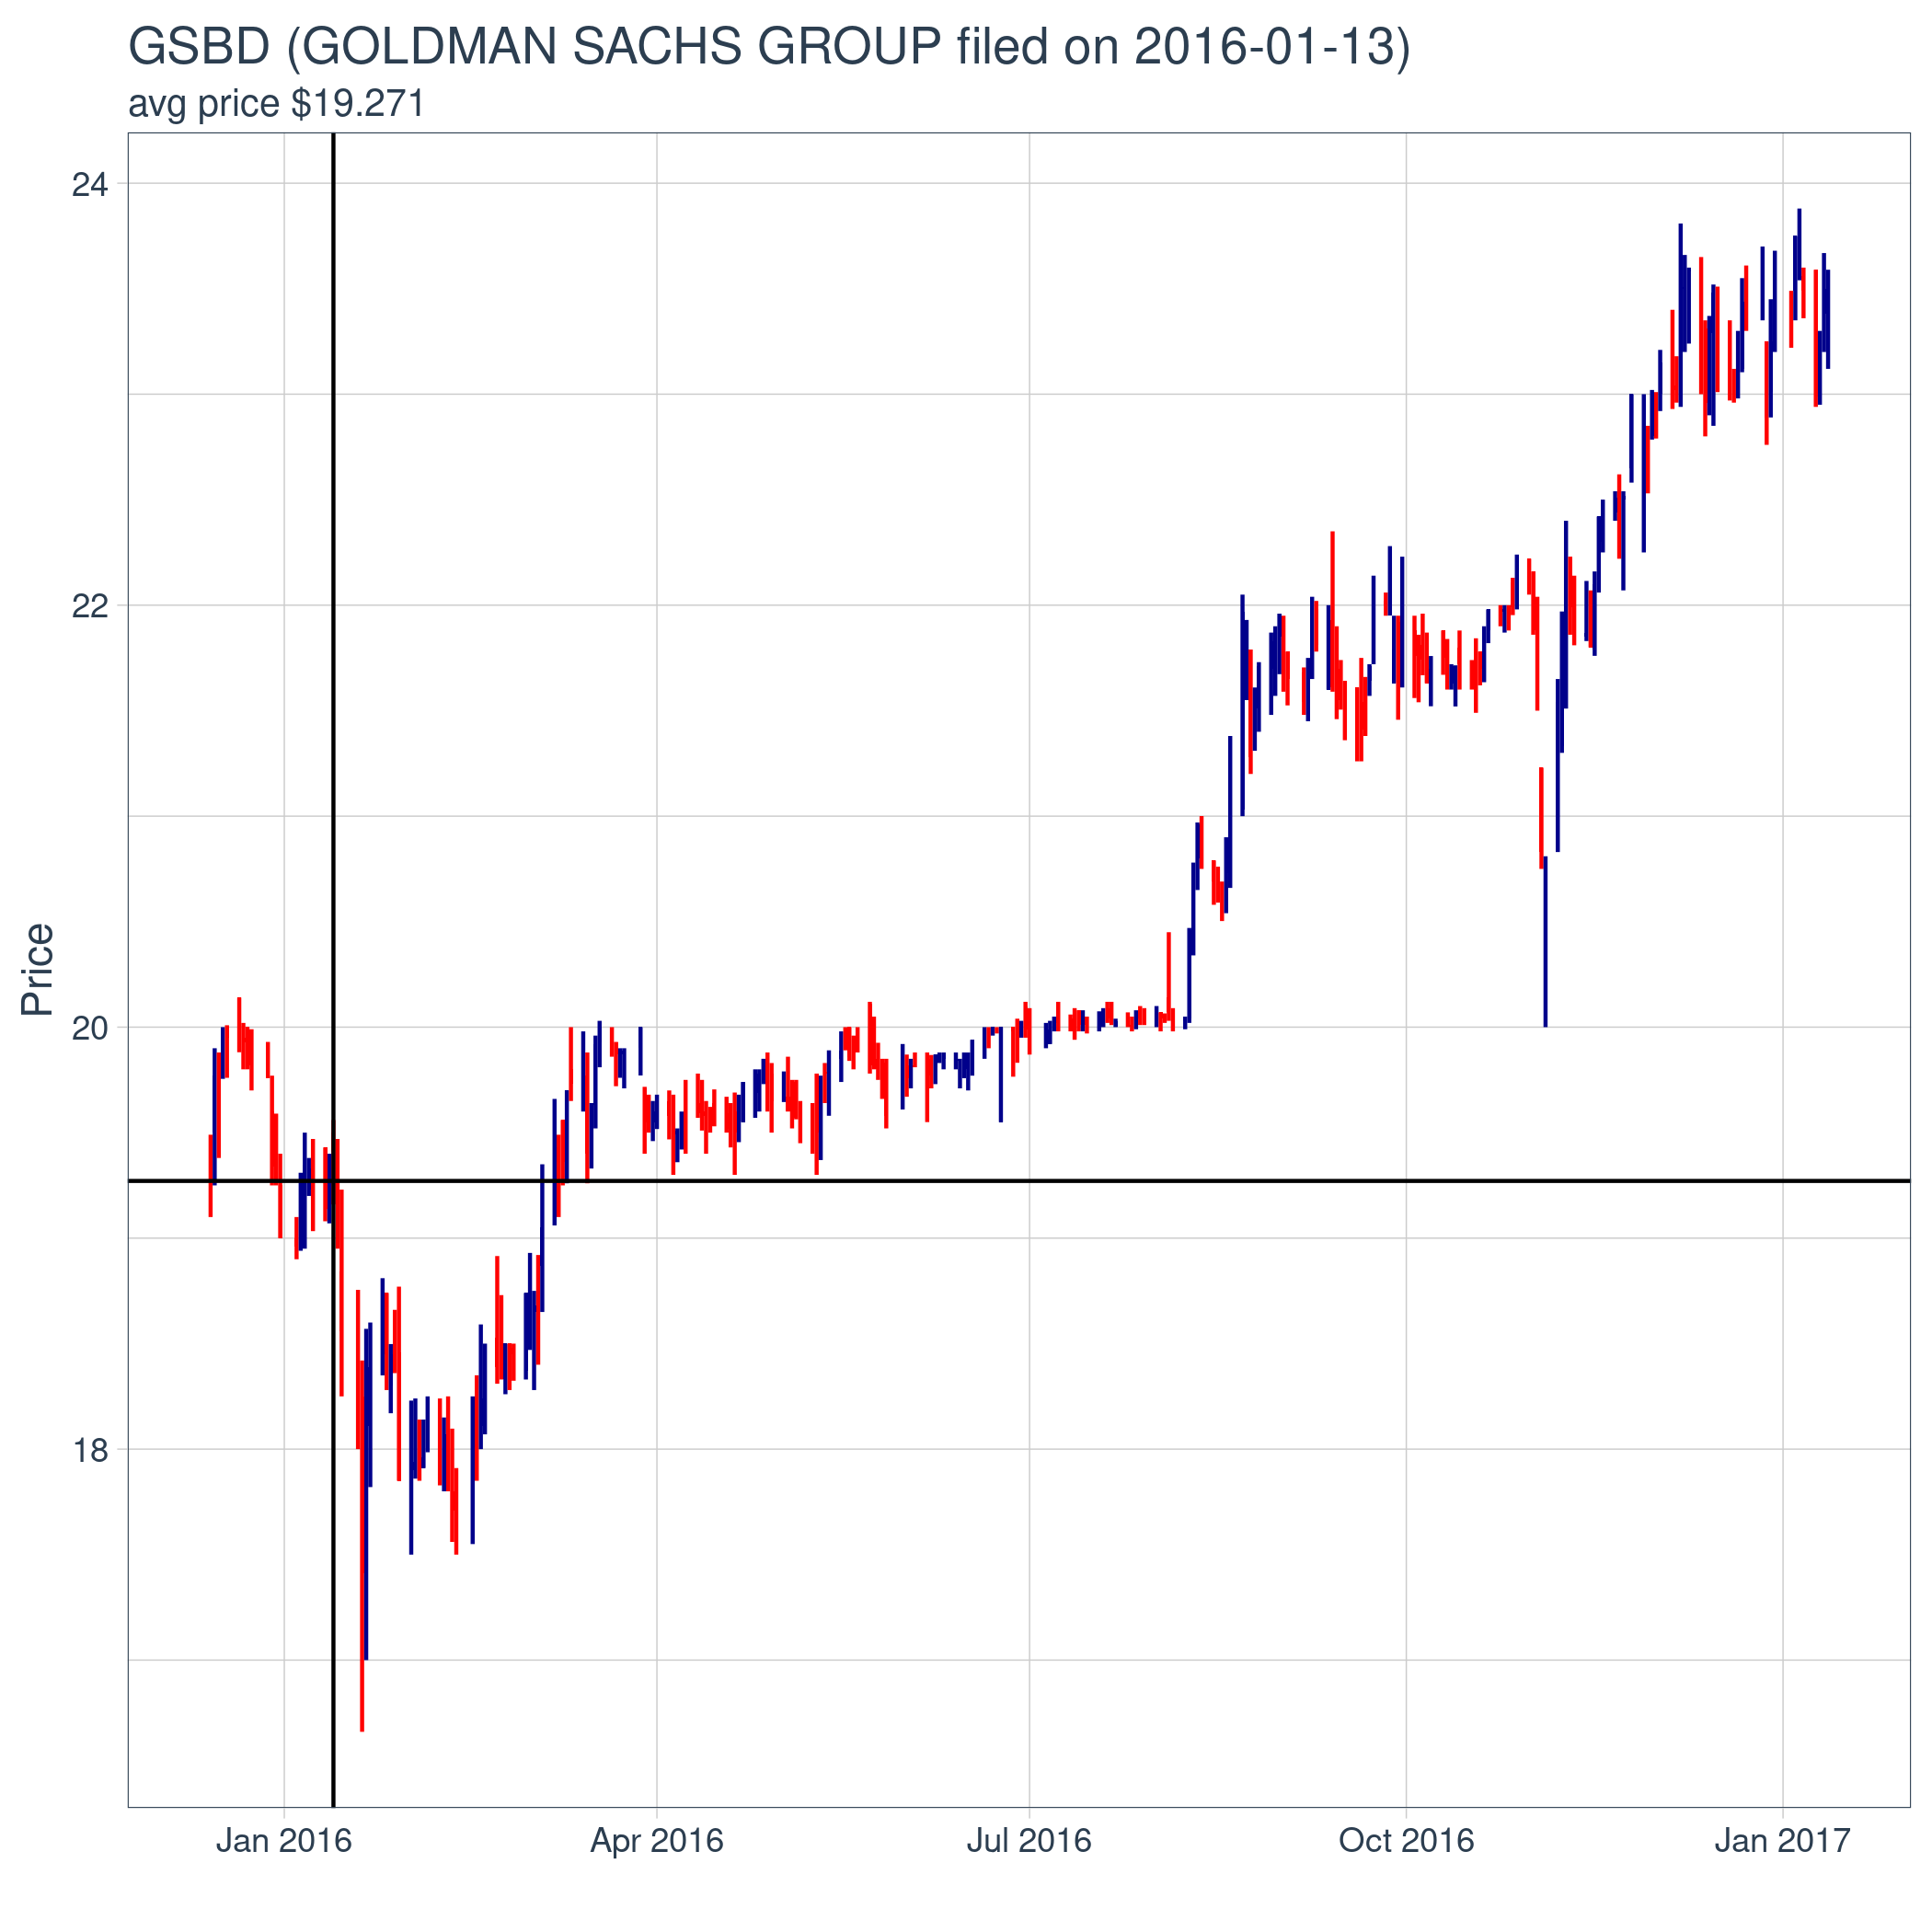 GSBD (GOLDMAN SACHS GROUP filed on 2016-01-13)
avg price $19.271
24
22
20
18
Price
Jan 2016
Apr 2016
Jul 2016
Oct 2016
Jan 2017